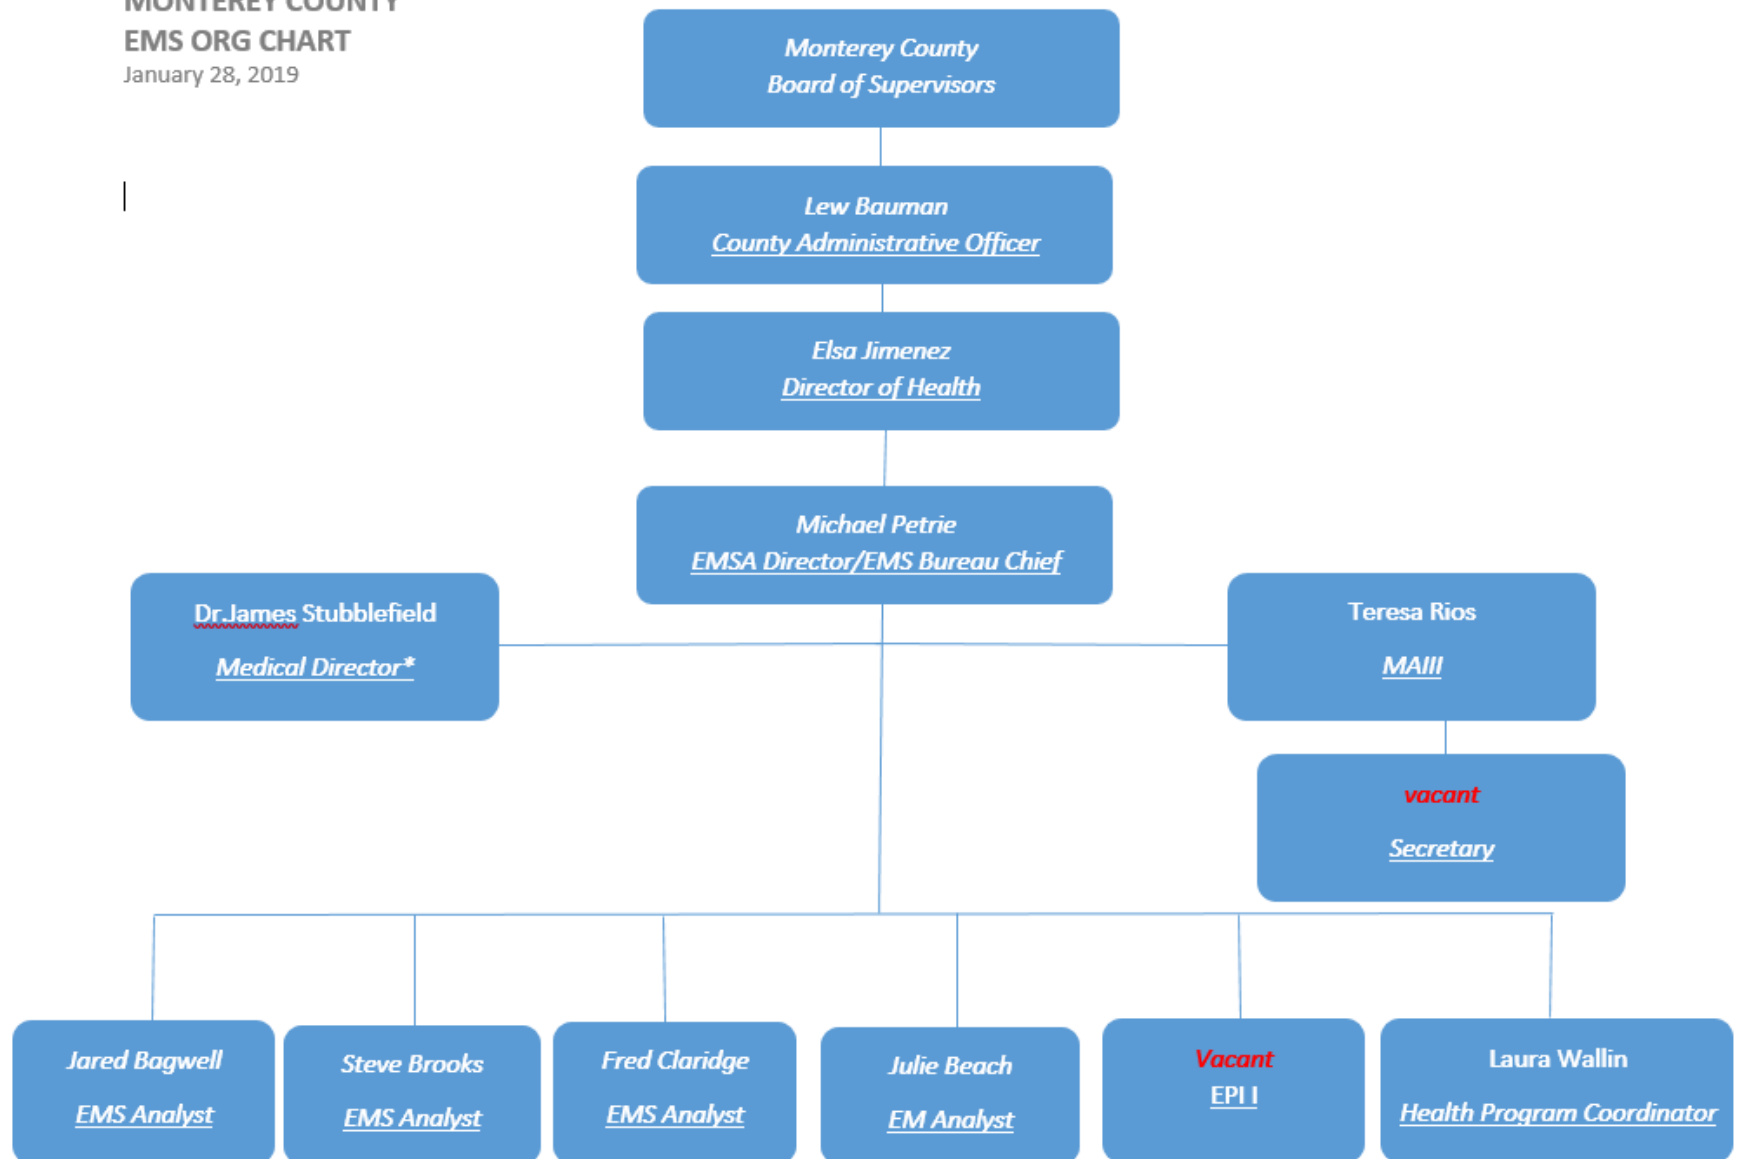 MONTEREY COUNTY
EMS ORG CHART
January 28, 2019
Monterey County
Board of Supervisors
Lew Bauman
County Administrative Officer
Elsa Jimenez
Director of Health
Michael Petrie
EMSA Director/EMS Bureau Chief
Dr.James Stubblefield
Medical Director*
Teresa Rios
MAIII
vacant
Secretary
Jared Bagwell
EMS Analyst
Steve Brooks
EMS Analyst
Fred Claridge
EMS Analyst
Julie Beach
EM Analyst
Vacant
EPI I
Laura Wallin
Health Program Coordinator